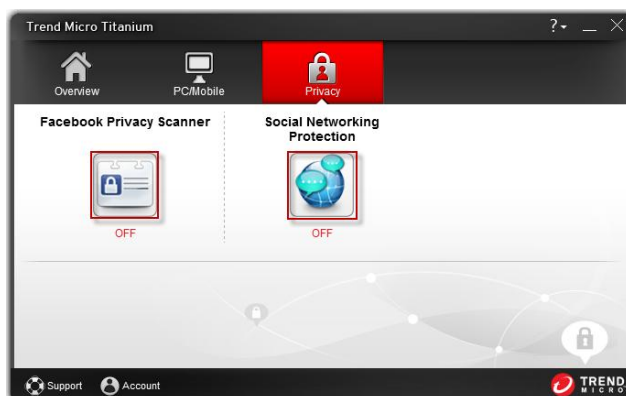 Trend Micro Titanium
?
Overview
PC/Mobile
Privacy
Facebook Privacy Scanner
Social Networking
Protection
OFF
OFF
Support
Account
TREND
MICRO